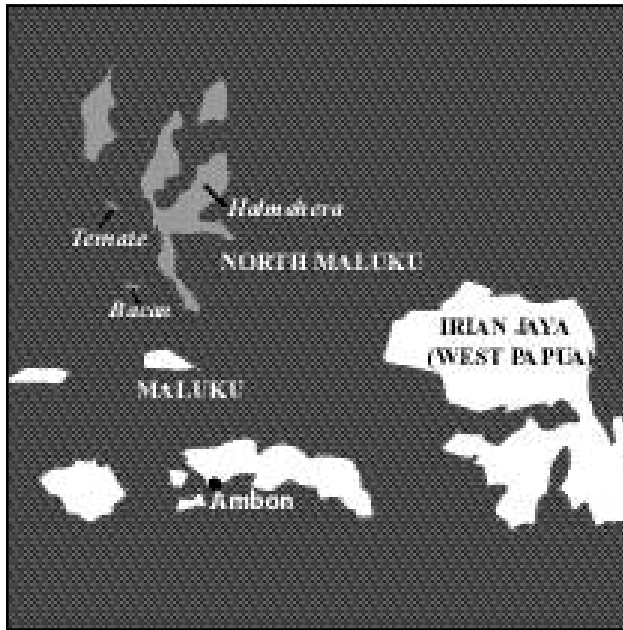 Halmahera
Ternate
NORTH MALUKU
Bacan
IRIAN JAYA
(WEST PAPUA)
MALUKU
Ambon